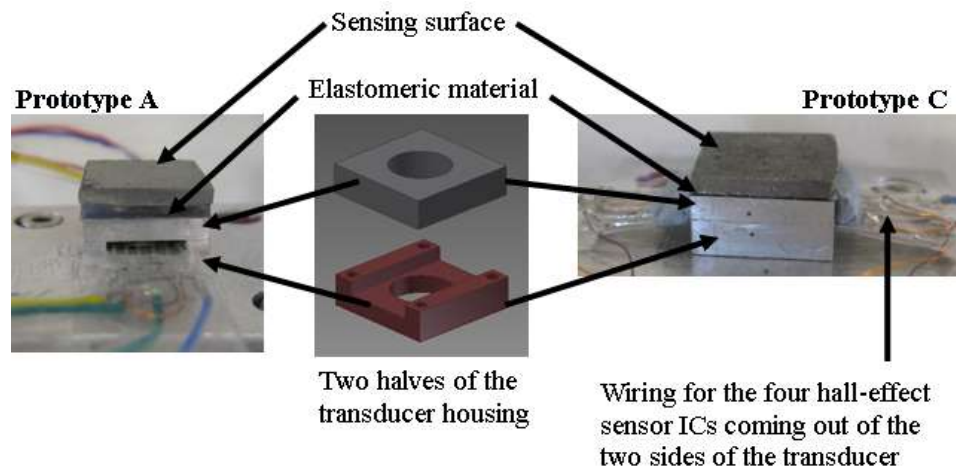 Sensing surface
Prototype A
Elastomeric material
Prototype C
Two halves of the
transducer housing
Wiring for the four hall-effect
sensor ICs coming out of the
two sides of the transducer